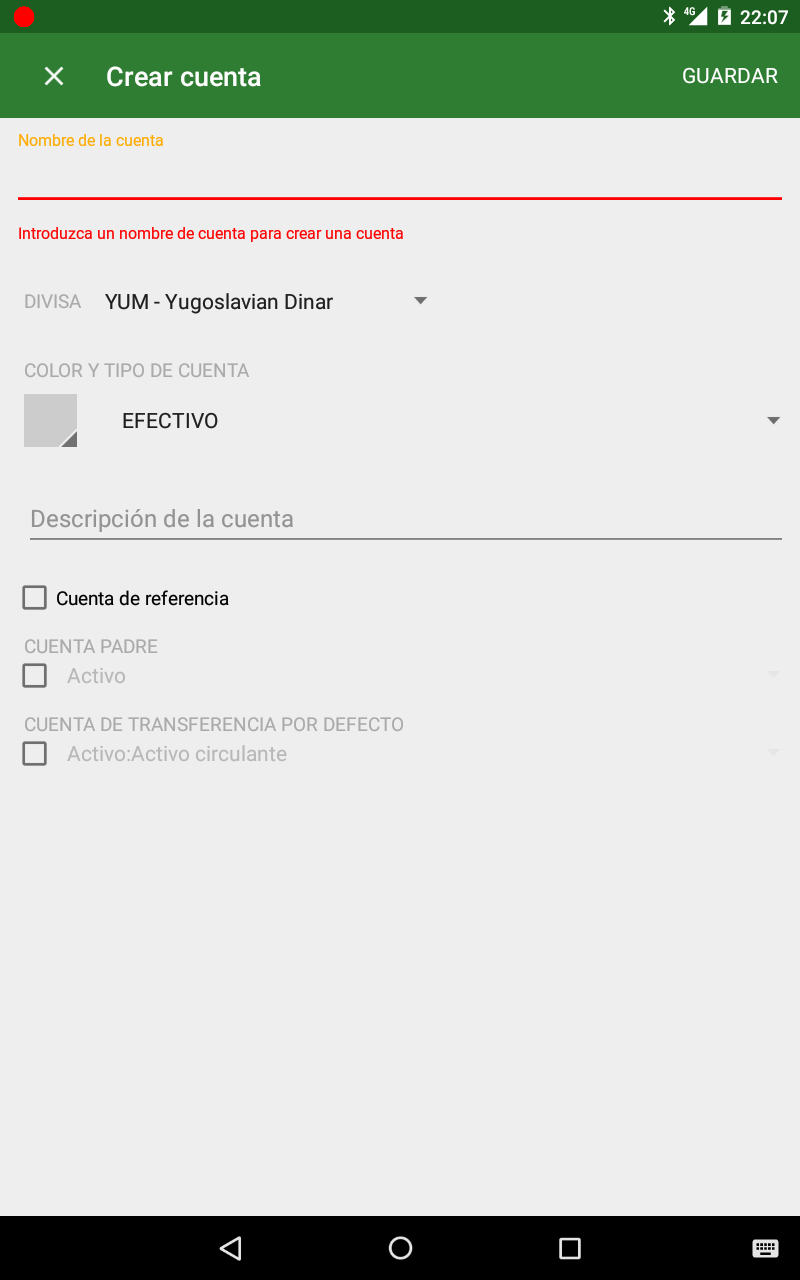 4G 22:07
Crear cuenta GUARDAR
Nombre de la cuenta
Introduzca un nombre de cuenta para crear una cuenta
DIVISA YUM - Yugoslavian Dinar
COLOR Y TIPO DE CUENTA
EFECTIVO
Descripción de la cuenta
Cuenta de referencia
CUENTA PADRE
Activo
CUENTA DE TRANSFERENCIA POR DEFECTO
Activo:Activo circulante